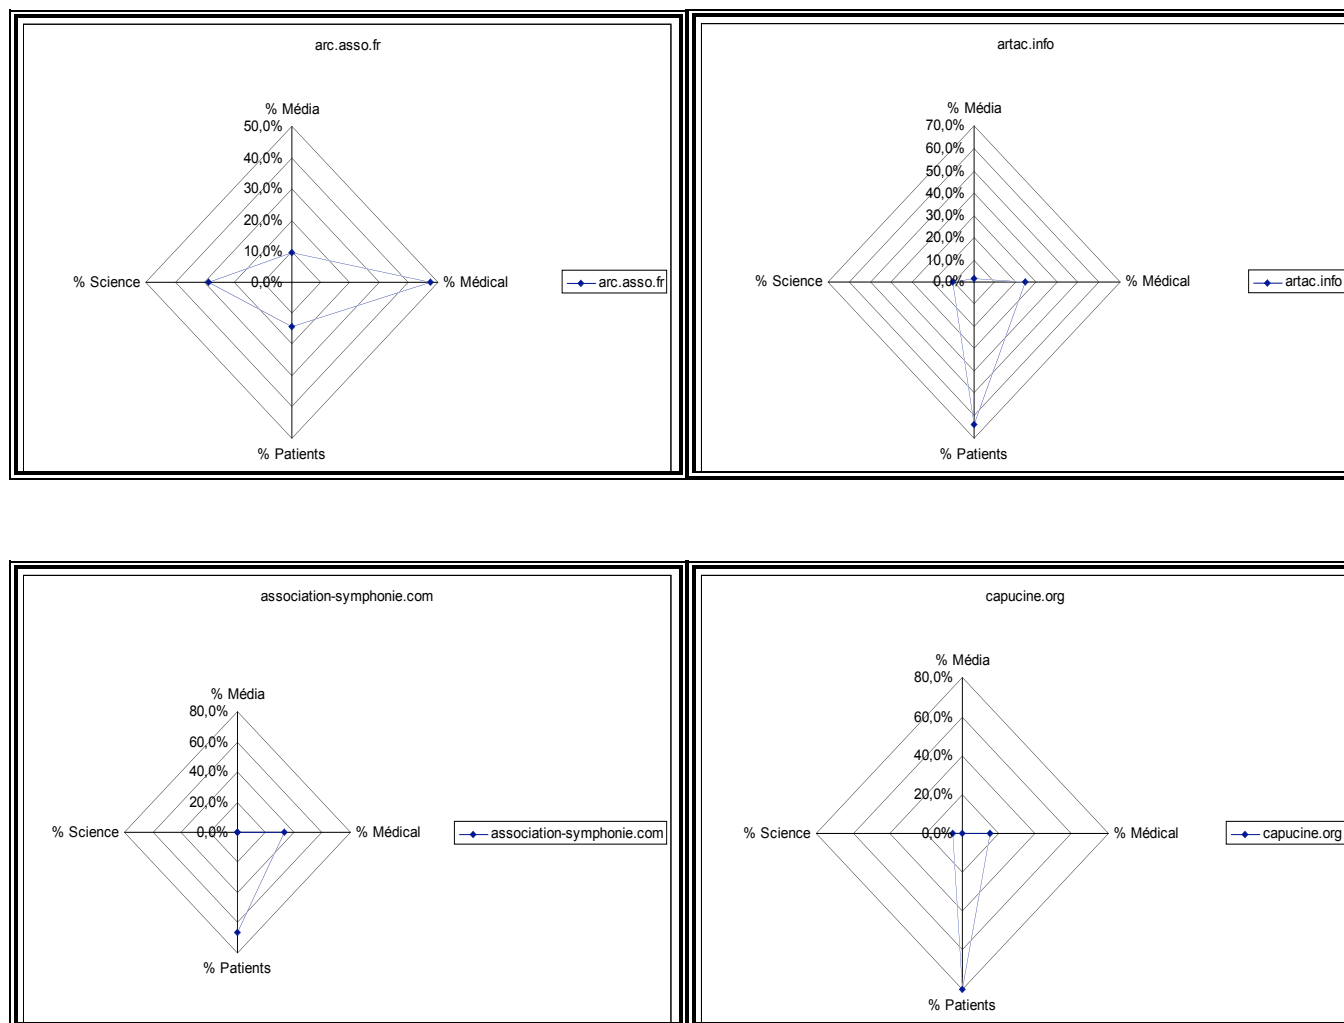 arc.asso.fr
% Média
50,0%
40,0%
30,0%
20,0%
10,0%
0,0%
% Science
% Médical
% Patients
arc.asso.fr
artac.info
% Média
70,0%
60,0%
50,0%
40,0%
30,0%
20,0%
10,0%
0,0%
% Science
% Médical
% Patients
artac.info
association-symphonie.com
% Média
80,0%
60,0%
40,0%
20,0%
0,0%
% Science
% Médical
% Patients
association-symphonie.com
capucine.org
% Média
80,0%
60,0%
40,0%
20,0%
0,0%
% Science
% Médical
% Patients
capucine.org